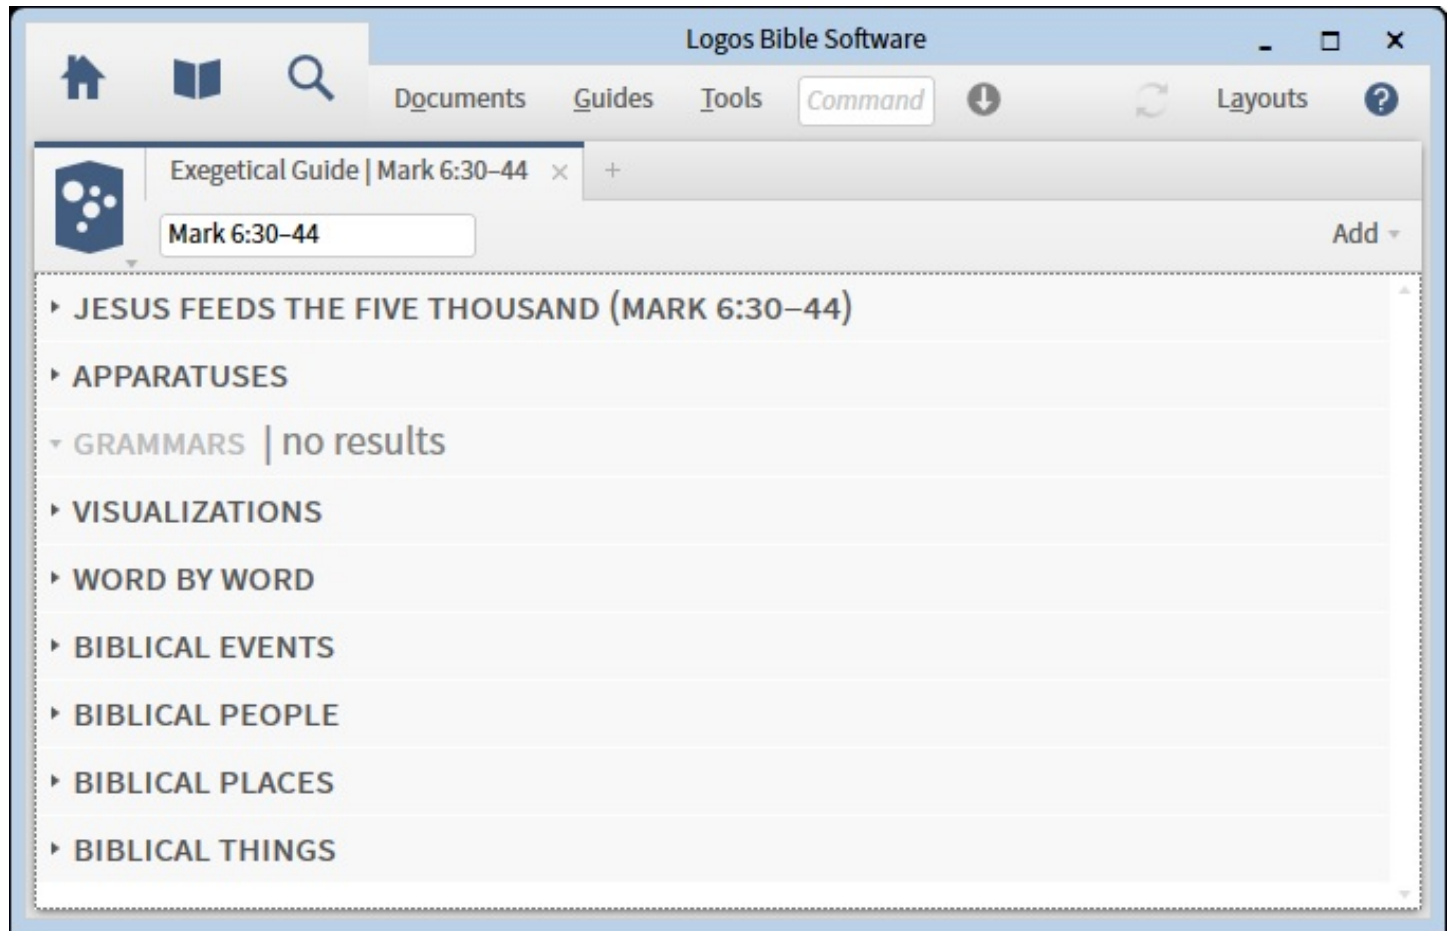 Logos Bible Software
Documents Guides Tools Command Layouts ?
Exegetical Guide | Mark 6:30–44 × +
Mark 6:30–44 Add
JESUS FEEDS THE FIVE THOUSAND (MARK 6:30–44)
APPARATUSES
GRAMMARS | no results
VISUALIZATIONS
WORD BY WORD
BIBLICAL EVENTS
BIBLICAL PEOPLE
BIBLICAL PLACES
BIBLICAL THINGS